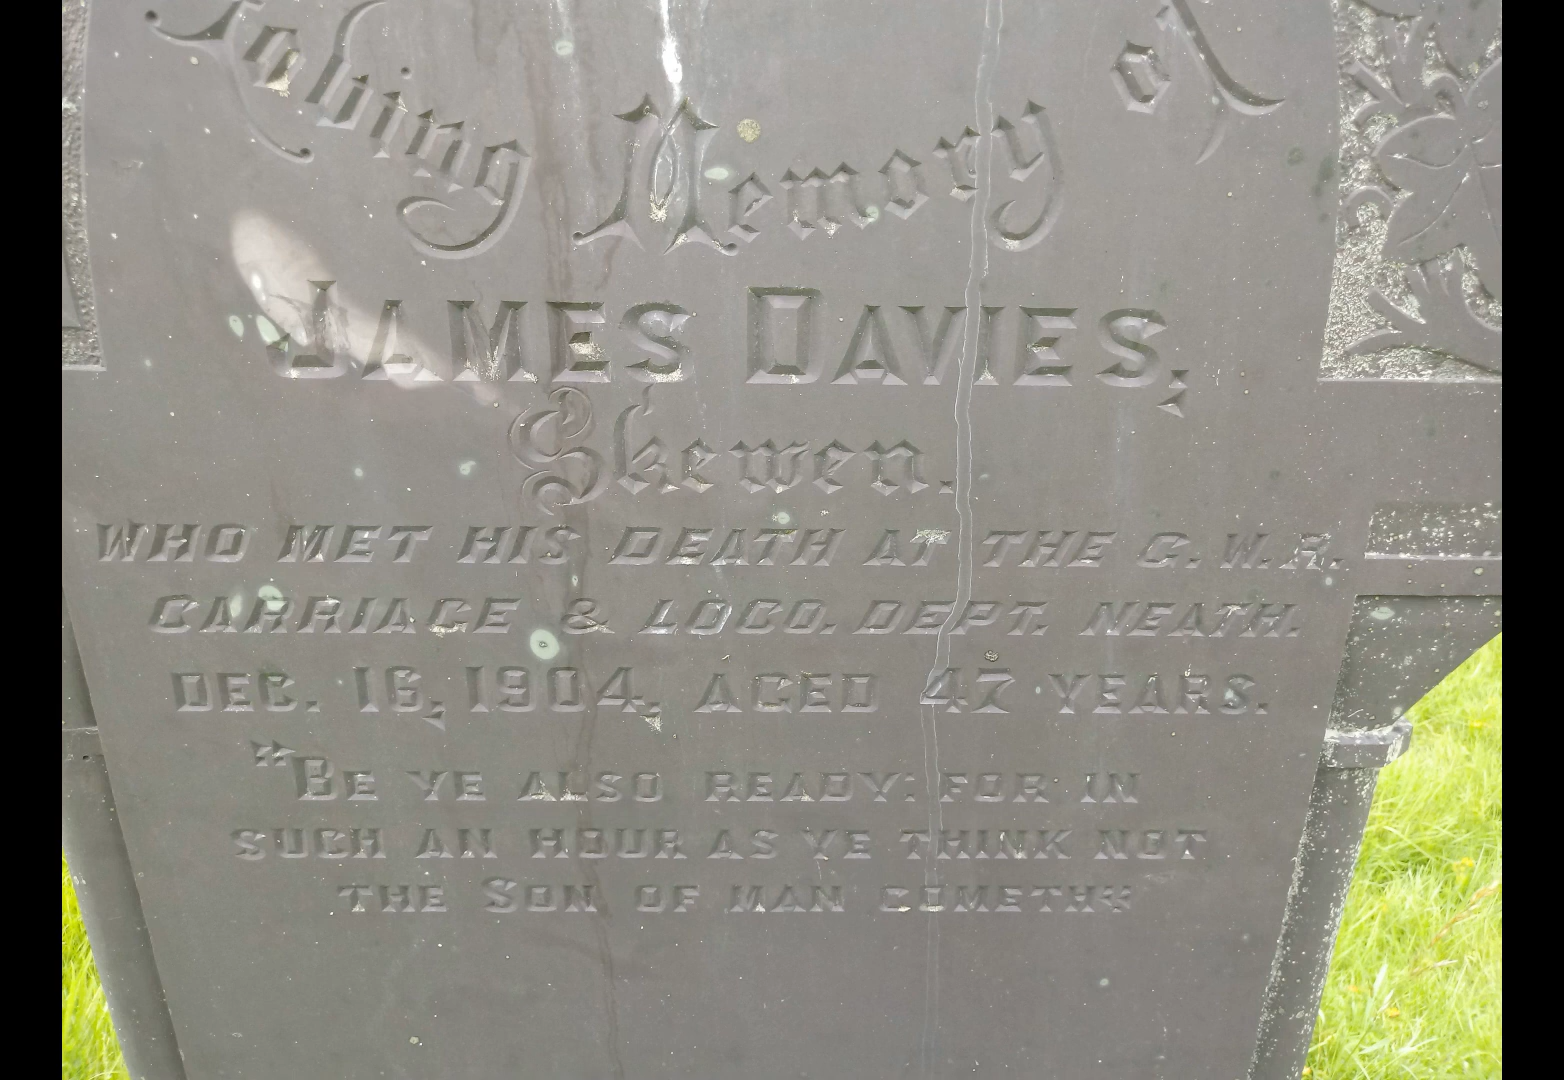 Loving Memory of
JAMES DAVIES,
Skewen.
WHO MET HIS DEATH AT THE G.W.R.
CARRIAGE & LOCO. DEPT. NEATH.
DEC. 16, 1904, AGED 47 YEARS.
"BE YE ALSO READY: FOR IN
SUCH AN HOUR AS YE THINK NOT
THE SON OF MAN COMETH"